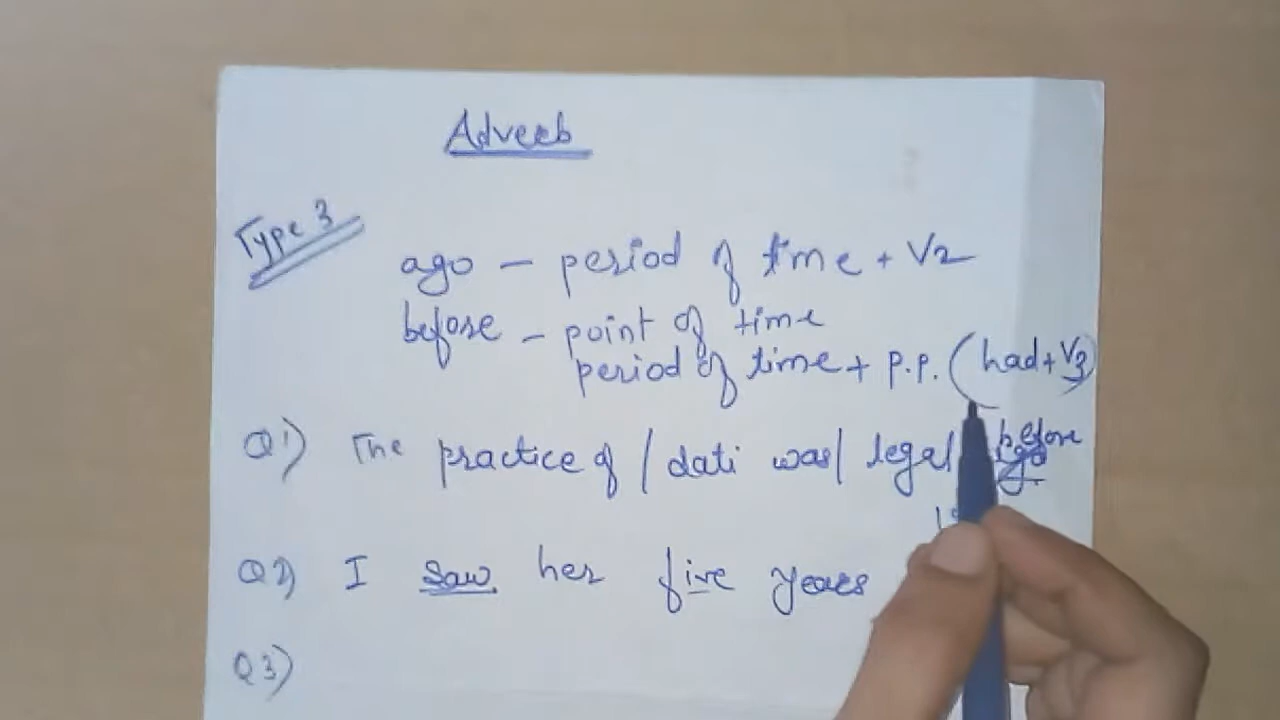 Adverb
Type 3
ago – period of time + V2
before – point of time
period of time + p.p. (had + V3)
Q1) The practice of / dati was / legal before
Q2) I saw her five years
Q3)